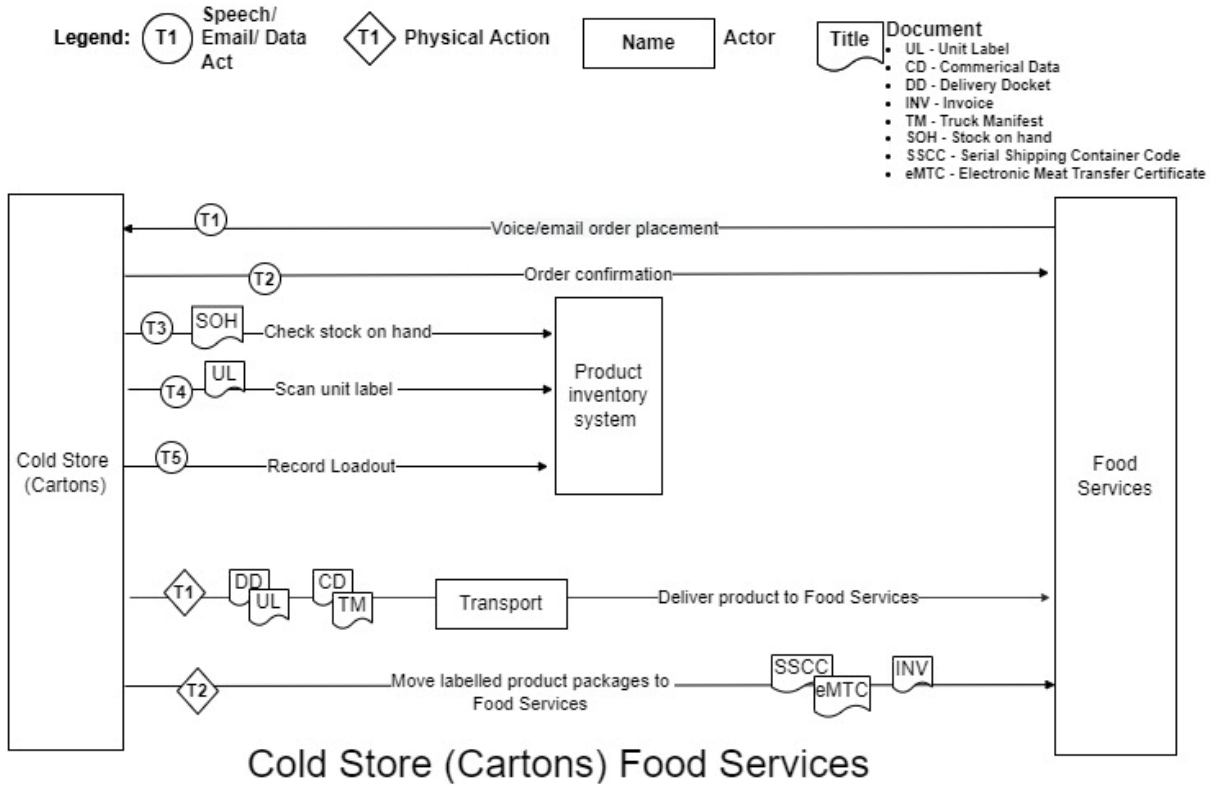 Legend:
T1
Speech/
Email/ Data
Act
T1
Physical Action
Name
Actor
Title
Document
• UL - Unit Label
• CD - Commerical Data
• DD - Delivery Docket
• INV - Invoice
• TM - Truck Manifest
• SOH - Stock on hand
• SSCC - Serial Shipping Container Code
• eMTC - Electronic Meat Transfer Certificate
T1
Voice/email order placement
T2
Order confirmation
T3
SOH
Check stock on hand
T4
UL
Scan unit label
T5
Record Loadout
Product
inventory
system
Cold Store
(Cartons)
Food
Services
T1
DD
UL
CD
TM
Transport
Deliver product to Food Services
T2
Move labelled product packages to
Food Services
SSCC
eMTC
INV
Cold Store (Cartons) Food Services